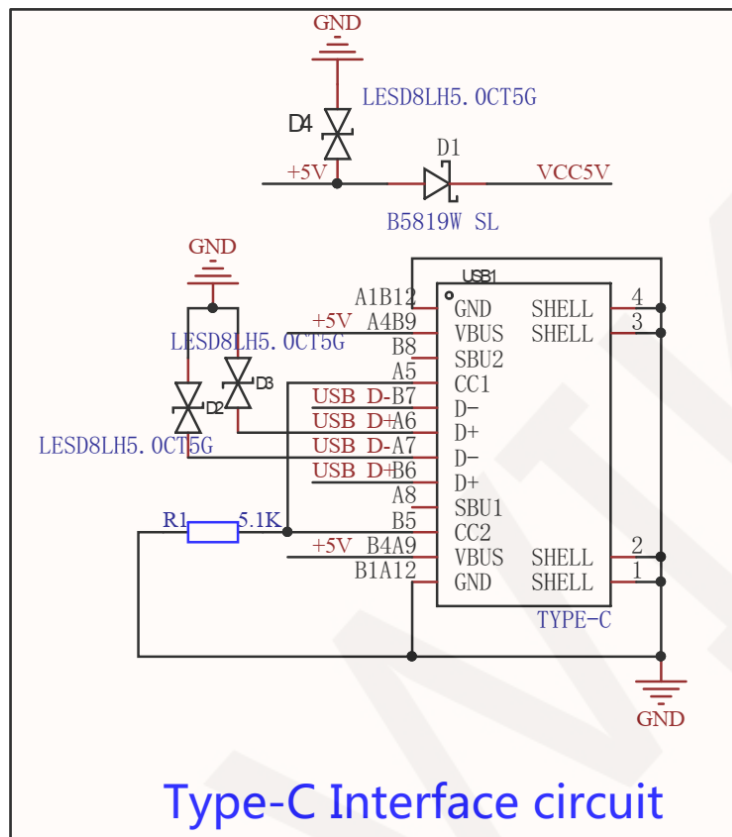 GND
LESD8LH5.0CT5G
D4
D1
+5V
VCC5V
B5819W SL
GND
USB1
A1B12 GND SHELL 4
+5V A4B9 VBUS SHELL 3
LESD8LH5.0CT5G
B8 SBU2
A5 CC1
D3
USB D- B7 D-
D2
USB D+ A6 D+
LESD8LH5.0CT5G
USB D- A7 D-
USB D+ B6 D+
A8 SBU1
R1 5.1K B5 CC2
+5V B4A9 VBUS SHELL 2
B1A12 GND SHELL 1
TYPE-C
GND
Type-C Interface circuit